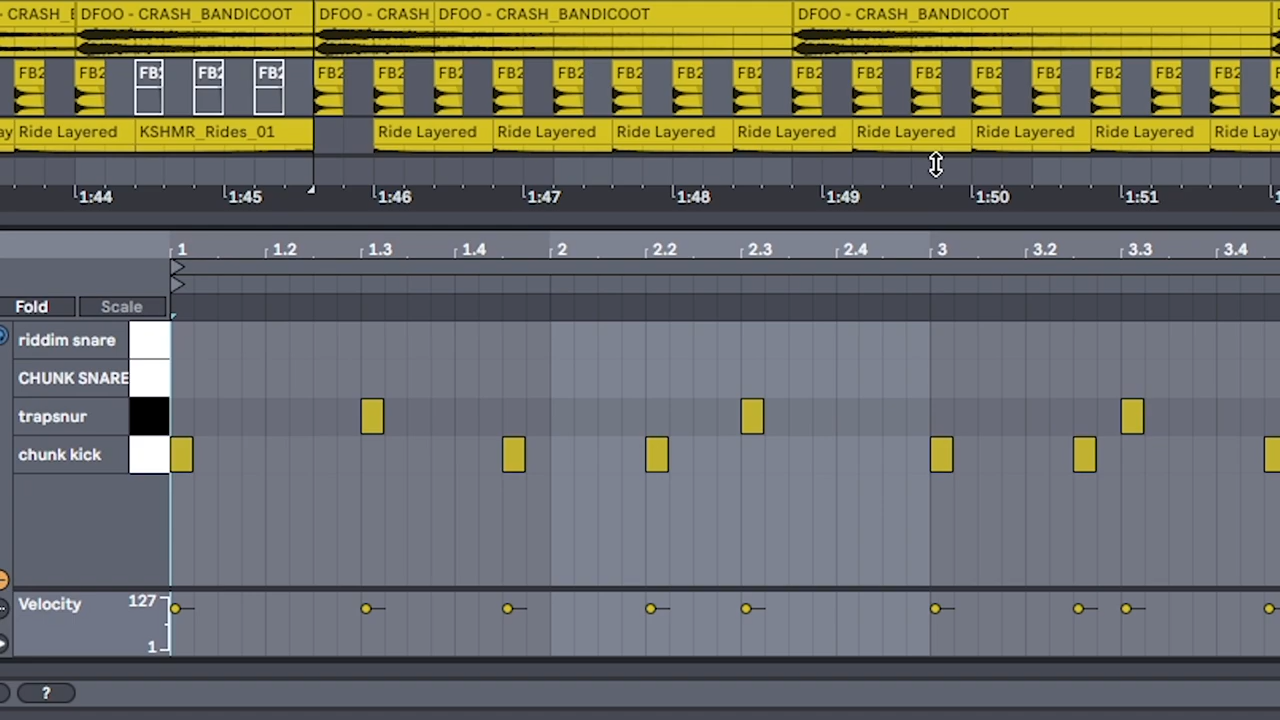 - CRASH_E DFOO - CRASH_BANDICOOT DFOO - CRASH_ DFOO - CRASH_BANDICOOT DFOO - CRASH_BANDICOOT
FB2 FB2 FB2 FB2 FB2 FB2 FB2 FB2 FB2 FB2 FB2 FB2 FB2 FB2 FB2 FB2 FB2 FB2 FB2 FB2 FB2
ay Ride Layered KSHMR_Rides_01 Ride Layered Ride Layered Ride Layered Ride Layered Ride Layered Ride Layered Ride Layered Ride Lay
1:44 1:45 1:46 1:47 1:48 1:49 1:50 1:51
1 1.2 1.3 1.4 2 2.2 2.3 2.4 3 3.2 3.3 3.4
Fold Scale
riddim snare
CHUNK SNARE
trapsnur
chunk kick
Velocity 127
1
?